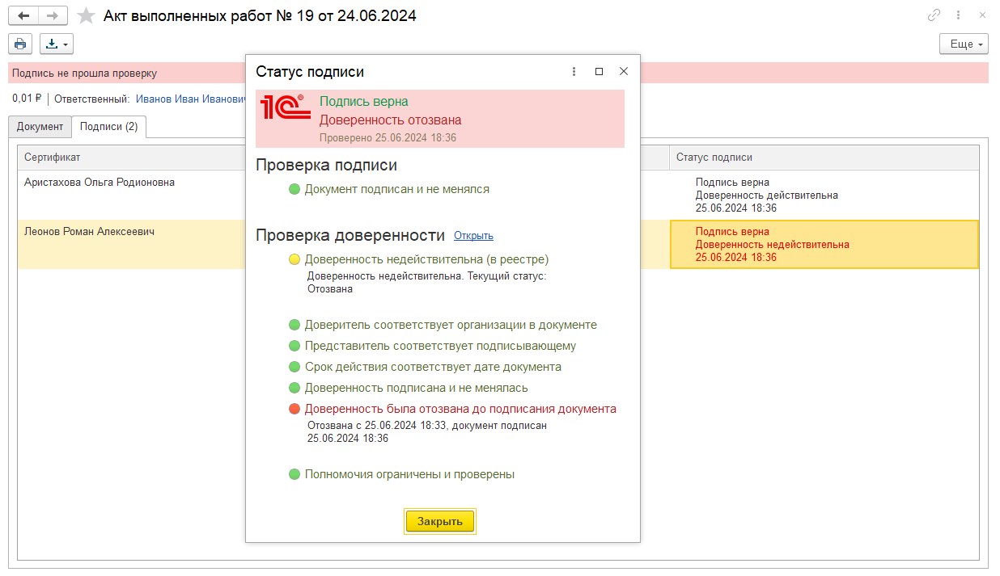 Акт выполненных работ № 19 от 24.06.2024
Еще
Подпись не прошла проверку
0,01 ₽ Ответственный: Иванов Иван Иванович
Документ
Подписи (2)
Сертификат
Статус подписи
Аристахова Ольга Родионовна
Подпись верна
Доверенность действительна
25.06.2024 18:36
Леонов Роман Алексеевич
Подпись верна
Доверенность недействительна
25.06.2024 18:36
Статус подписи
1С®
Подпись верна
Доверенность отозвана
Проверено 25.06.2024 18:36
Проверка подписи
Документ подписан и не менялся
Проверка доверенности Открыть
Доверенность недействительна (в реестре)
Доверенность недействительна. Текущий статус:
Отозвана
Доверитель соответствует организации в документе
Представитель соответствует подписывающему
Срок действия соответствует дате документа
Доверенность подписана и не менялась
Доверенность была отозвана до подписания документа
Отозвана с 25.06.2024 18:33, документ подписан
25.06.2024 18:36
Полномочия ограничены и проверены
Закрыть